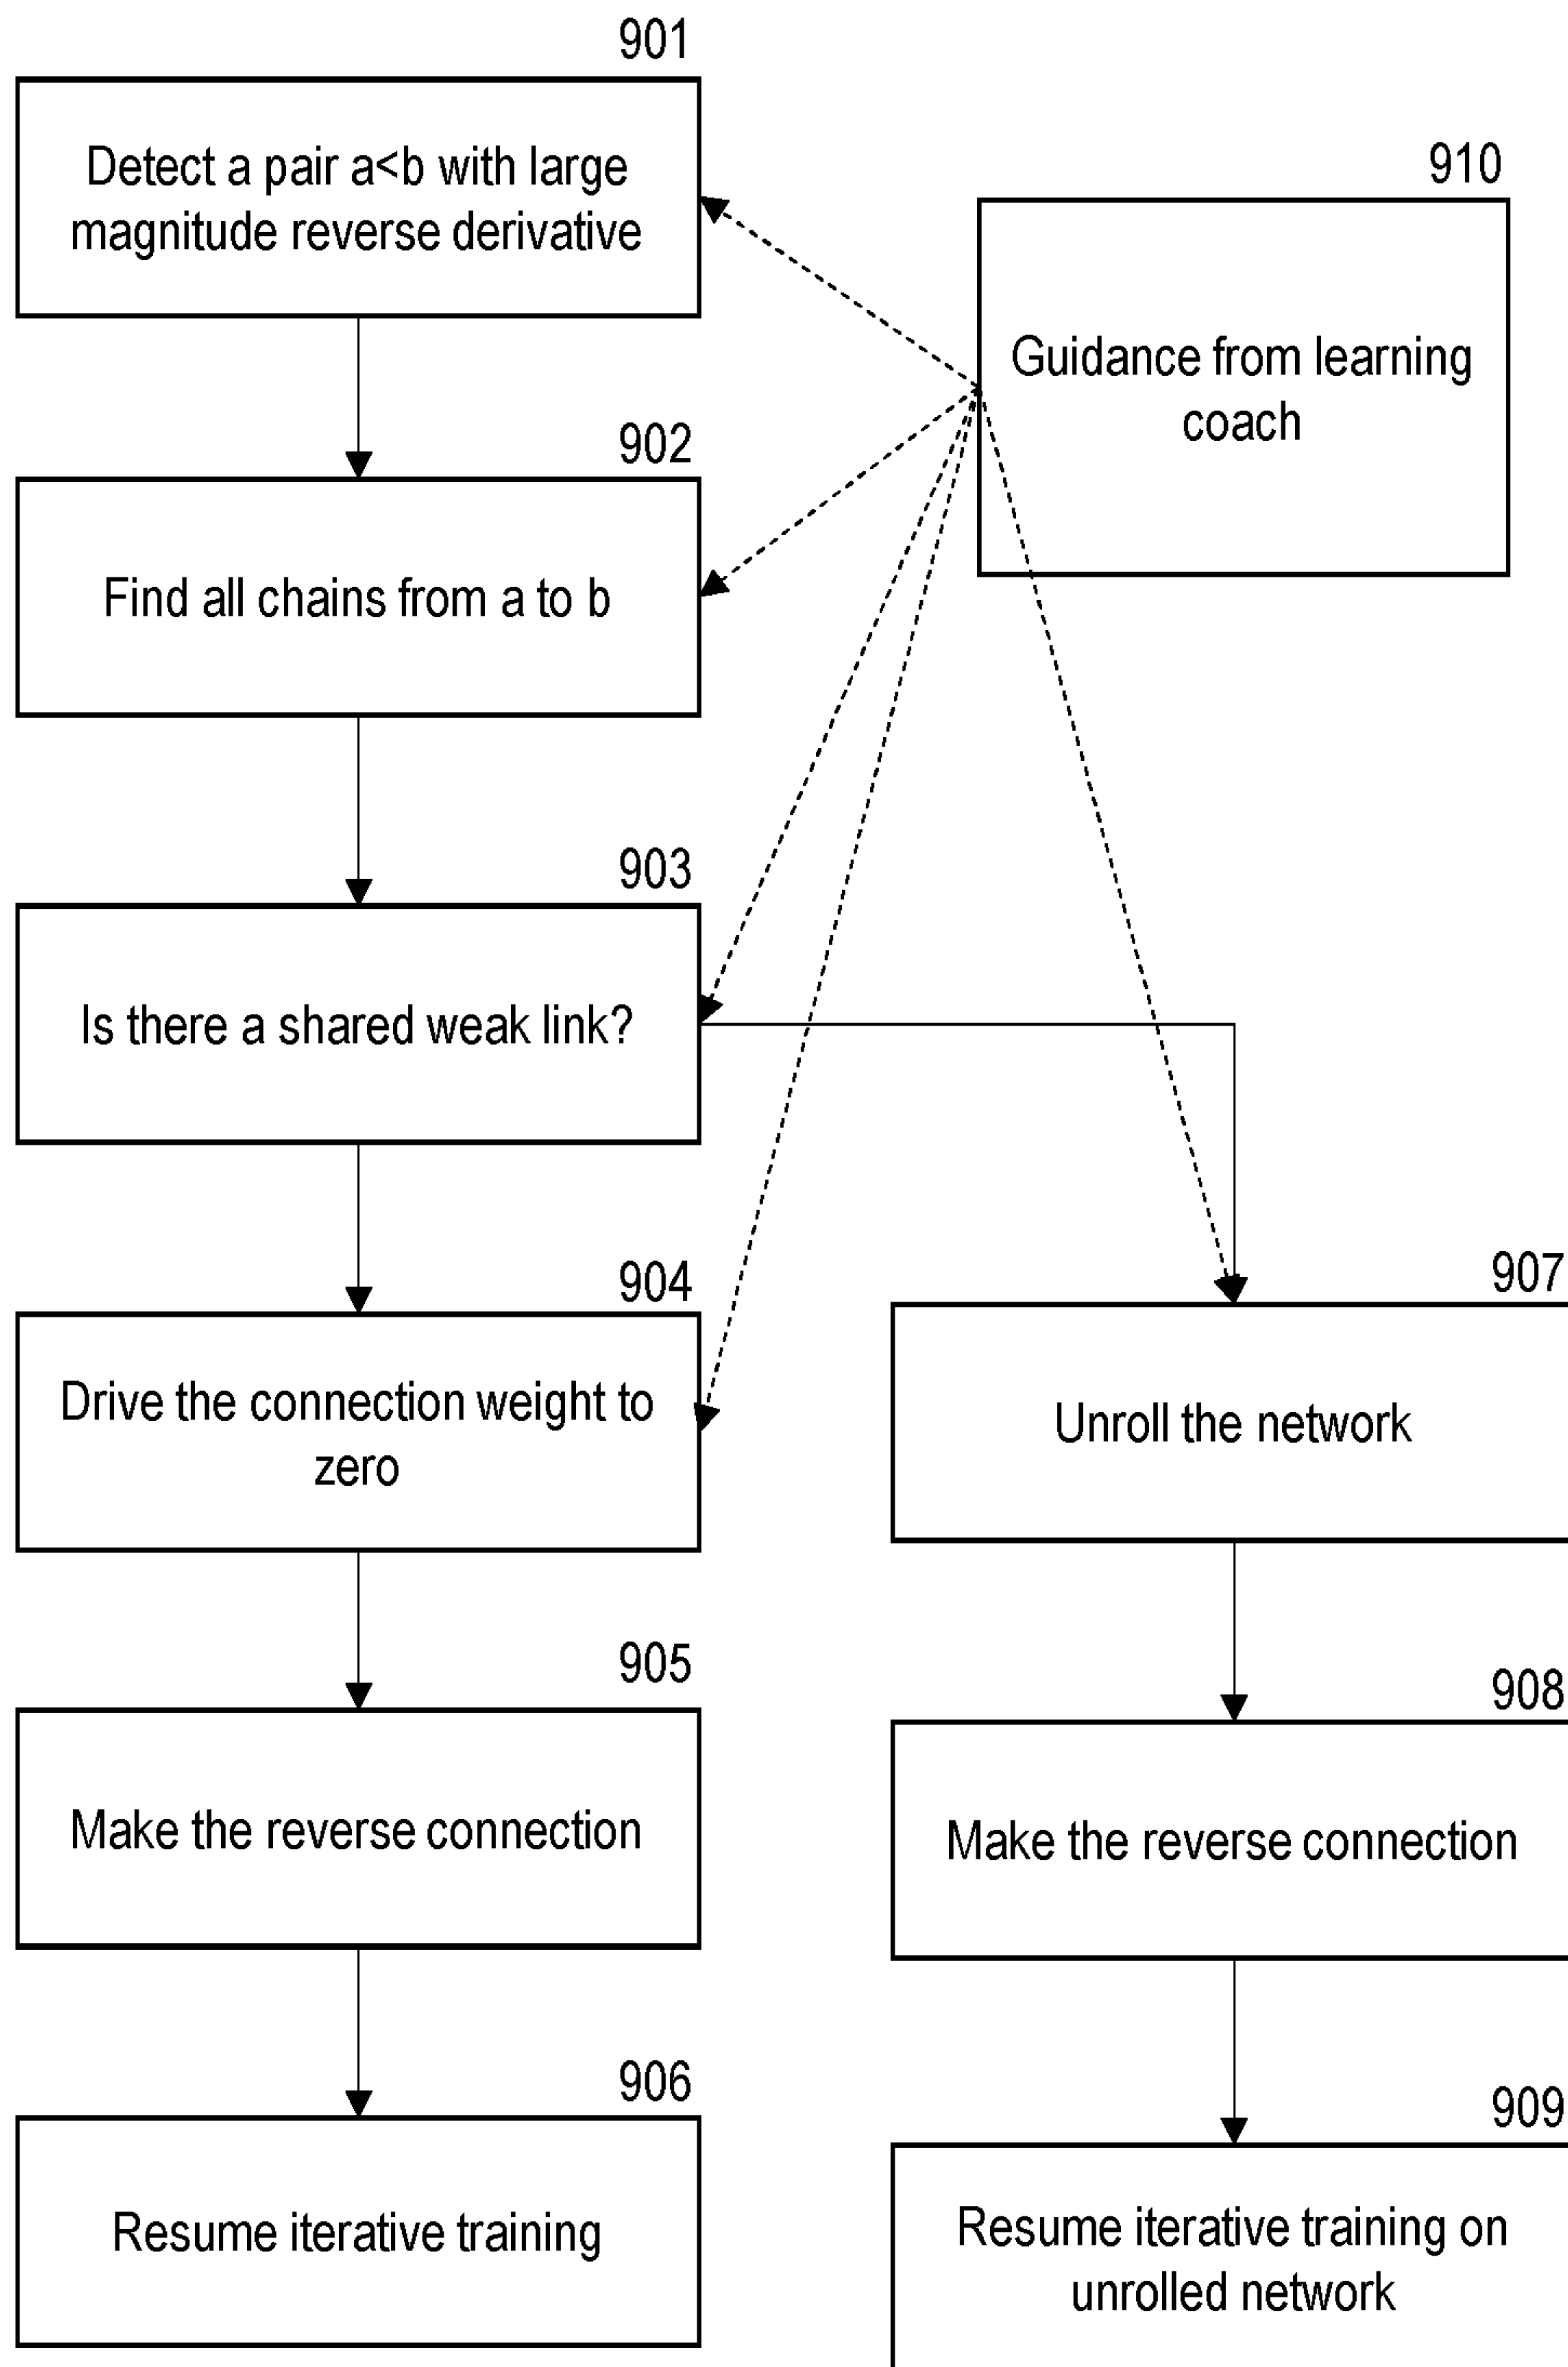 901
Detect a pair a<b with large
magnitude reverse derivative
910
Guidance from learning
coach
902
Find all chains from a to b
903
Is there a shared weak link?
904
Drive the connection weight to
zero
907
Unroll the network
905
Make the reverse connection
908
Make the reverse connection
906
Resume iterative training
909
Resume iterative training on
unrolled network